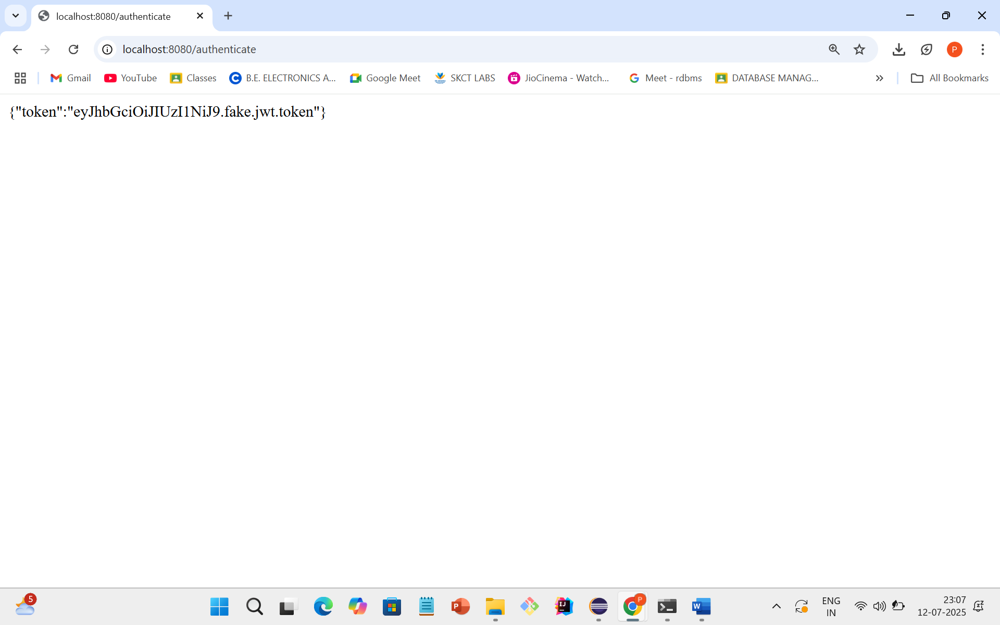 localhost:8080/authenticate
localhost:8080/authenticate
P
Gmail
YouTube
Classes
B.E. ELECTRONICS A...
Google Meet
SKCT LABS
JioCinema - Watch...
Meet - rdbms
DATABASE MANAG...
All Bookmarks
{"token":"eyJhbGciOiJIUzI1NiJ9.fake.jwt.token"}
5
P
IJ
P
W
ENG
IN
23:07
12-07-2025